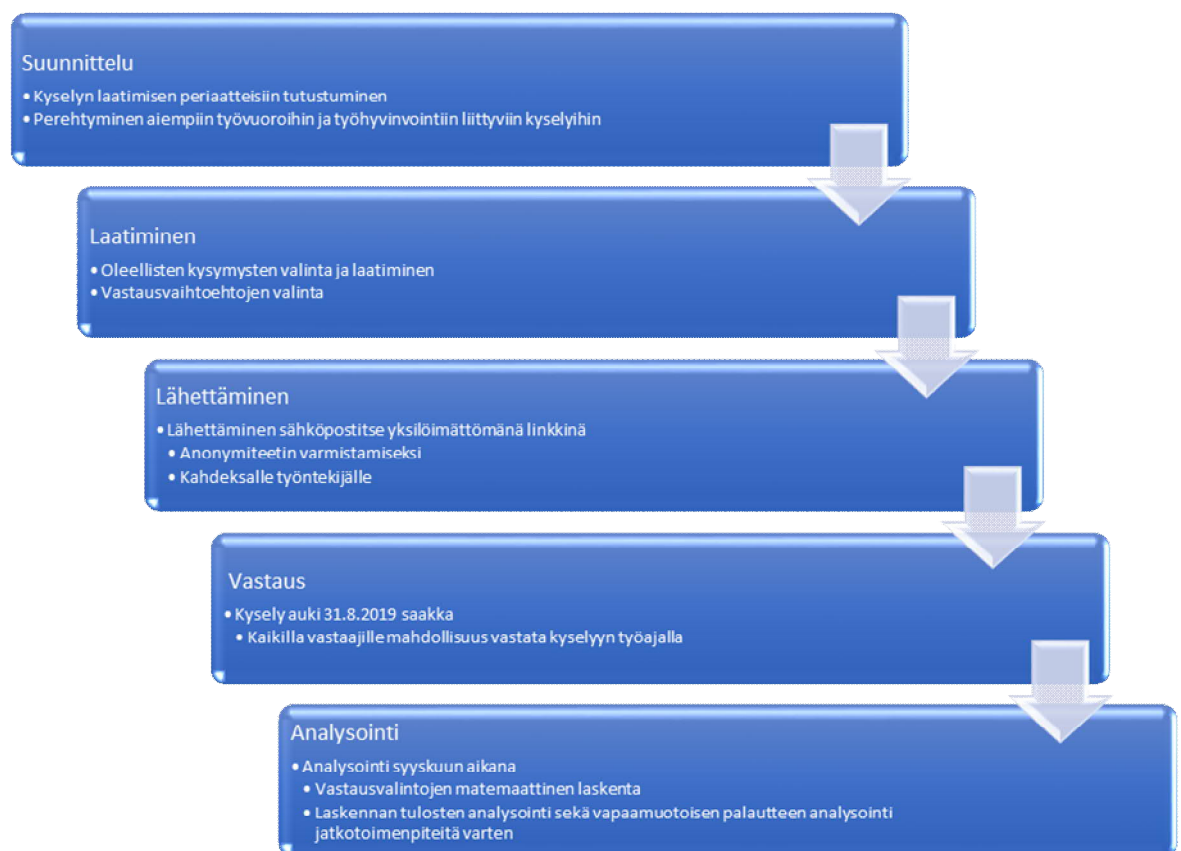 Suunnittelu
• Kyselyn laatimisen periaatteisiin tutustuminen
• Perehtyminen aiempiin työvuoroihin ja työhyvinvointiin liittyviin kyselyihin
Laatiminen
• Oleellisten kysymysten valinta ja laatiminen
• Vastausvaihtoehtojen valinta
Lähettäminen
• Lähettäminen sähköpostitse yksilöimättömänä linkkinä
• Anonymiteetin varmistamiseksi
• Kahdeksalle työntekijälle
Vastaus
• Kysely auki 31.8.2019 saakka
• Kaikilla vastaajille mahdollisuus vastata kyselyyn työajalla
Analysointi
• Analysointi syyskuun aikana
• Vastausvalintojen matemaattinen laskenta
• Laskennan tulosten analysointi sekä vapaamuotoisen palautteen analysointi
jatkotoimenpiteitä varten